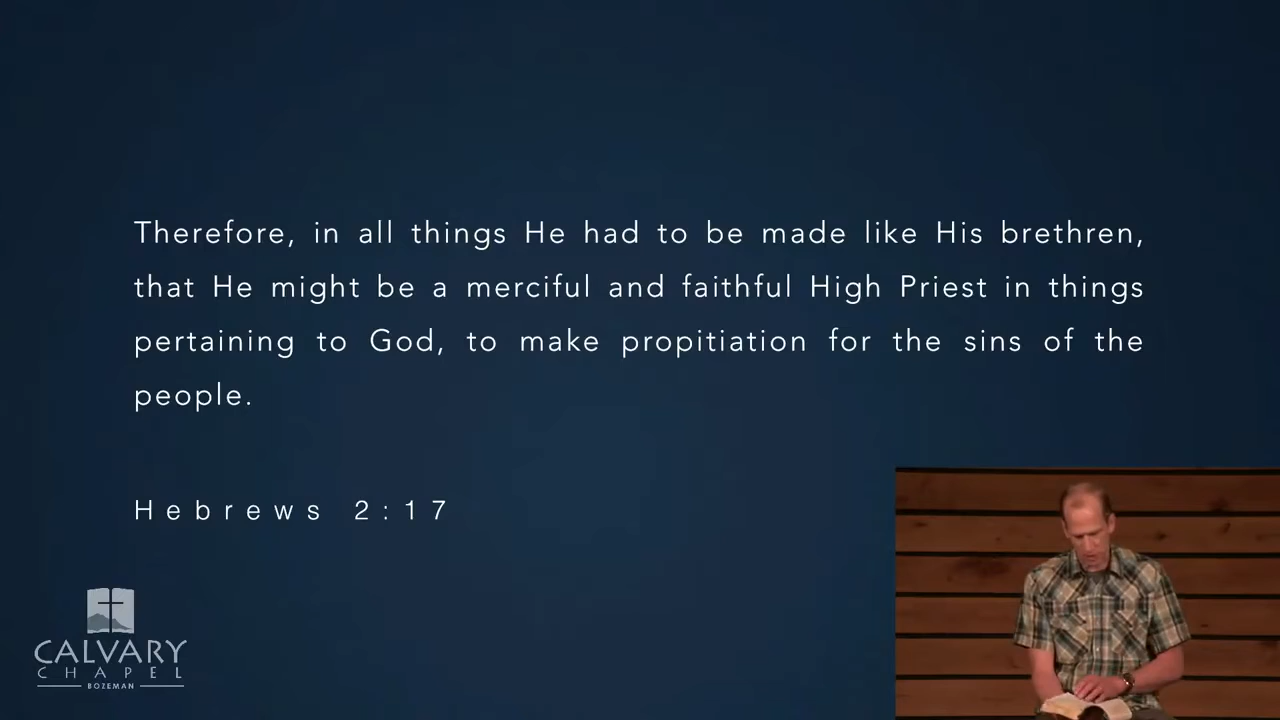 Therefore, in all things He had to be made like His brethren,
that He might be a merciful and faithful High Priest in things
pertaining to God, to make propitiation for the sins of the
people.
Hebrews 2:17
CALVARY
CHAPEL
BOZEMAN